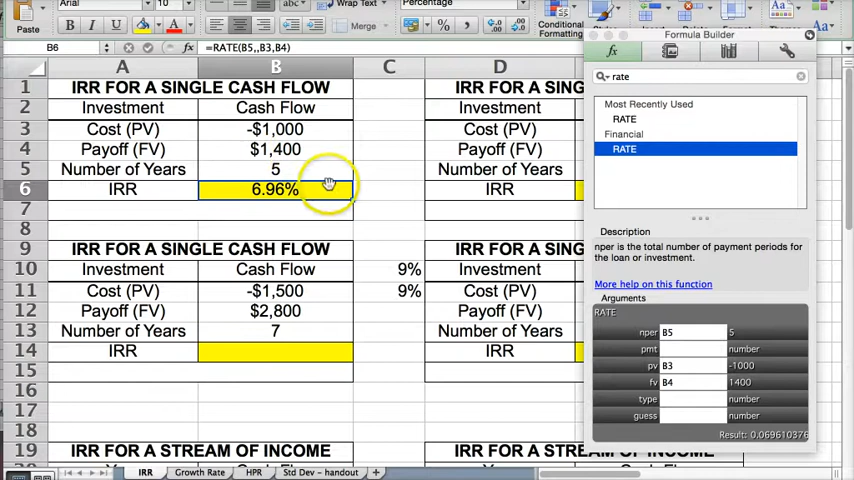 Arial 10 abc Wrap Text Percentage
Paste B I U Merge % Conditional Formatting Styles
B6 fx =RATE(B5,,B3,B4)
A B C D
1 IRR FOR A SINGLE CASH FLOW IRR FOR A SINGLE CASH
2 Investment Cash Flow Investment
3 Cost (PV) -$1,000 Cost (PV)
4 Payoff (FV) $1,400 Payoff (FV)
5 Number of Years 5 Number of Years
6 IRR 6.96% IRR
7
8
9 IRR FOR A SINGLE CASH FLOW IRR FOR A SINGLE CASH
10 Investment Cash Flow 9% Investment
11 Cost (PV) -$1,500 9% Cost (PV)
12 Payoff (FV) $2,800 Payoff (FV)
13 Number of Years 7 Number of Years
14 IRR IRR
15
16
17
18
19 IRR FOR A STREAM OF INCOME IRR FOR A STREAM OF INCOME
IRR Growth Rate HPR Std Dev - handout +
Formula Builder
fx
rate
Most Recently Used
RATE
Financial
RATE
Description
nper is the total number of payment periods for
the loan or investment.
More help on this function
Arguments
RATE
nper B5 5
pmt number
pv B3 -1000
fv B4 1400
type number
guess number
Result: 0.069610376